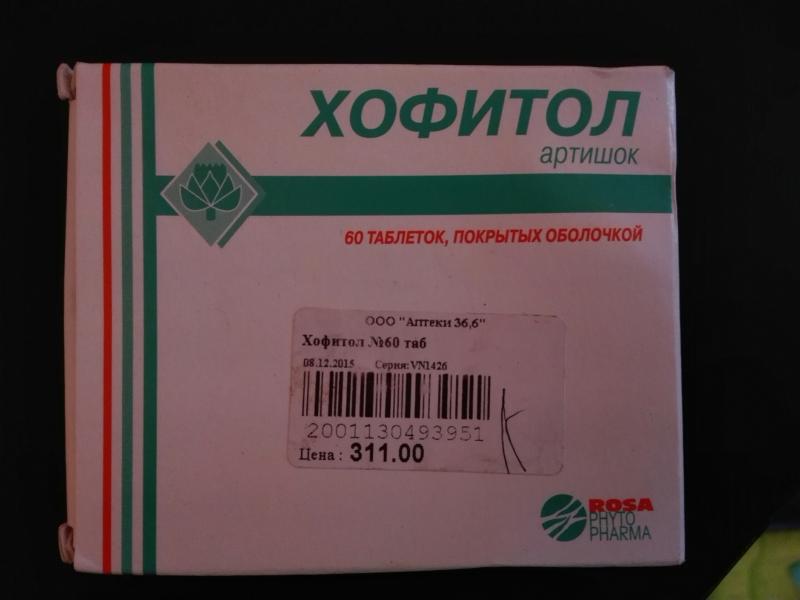 ХОФИТОЛ
артишок
60 ТАБЛЕТОК, ПОКРЫТЫХ ОБОЛОЧКОЙ
ООО "Аптеки 36,6"
Хофитол №60 таб
08.12.2015 Серия:VN1426
2001130493951
Цена : 311.00
ROSA
PHYTO
PHARMA